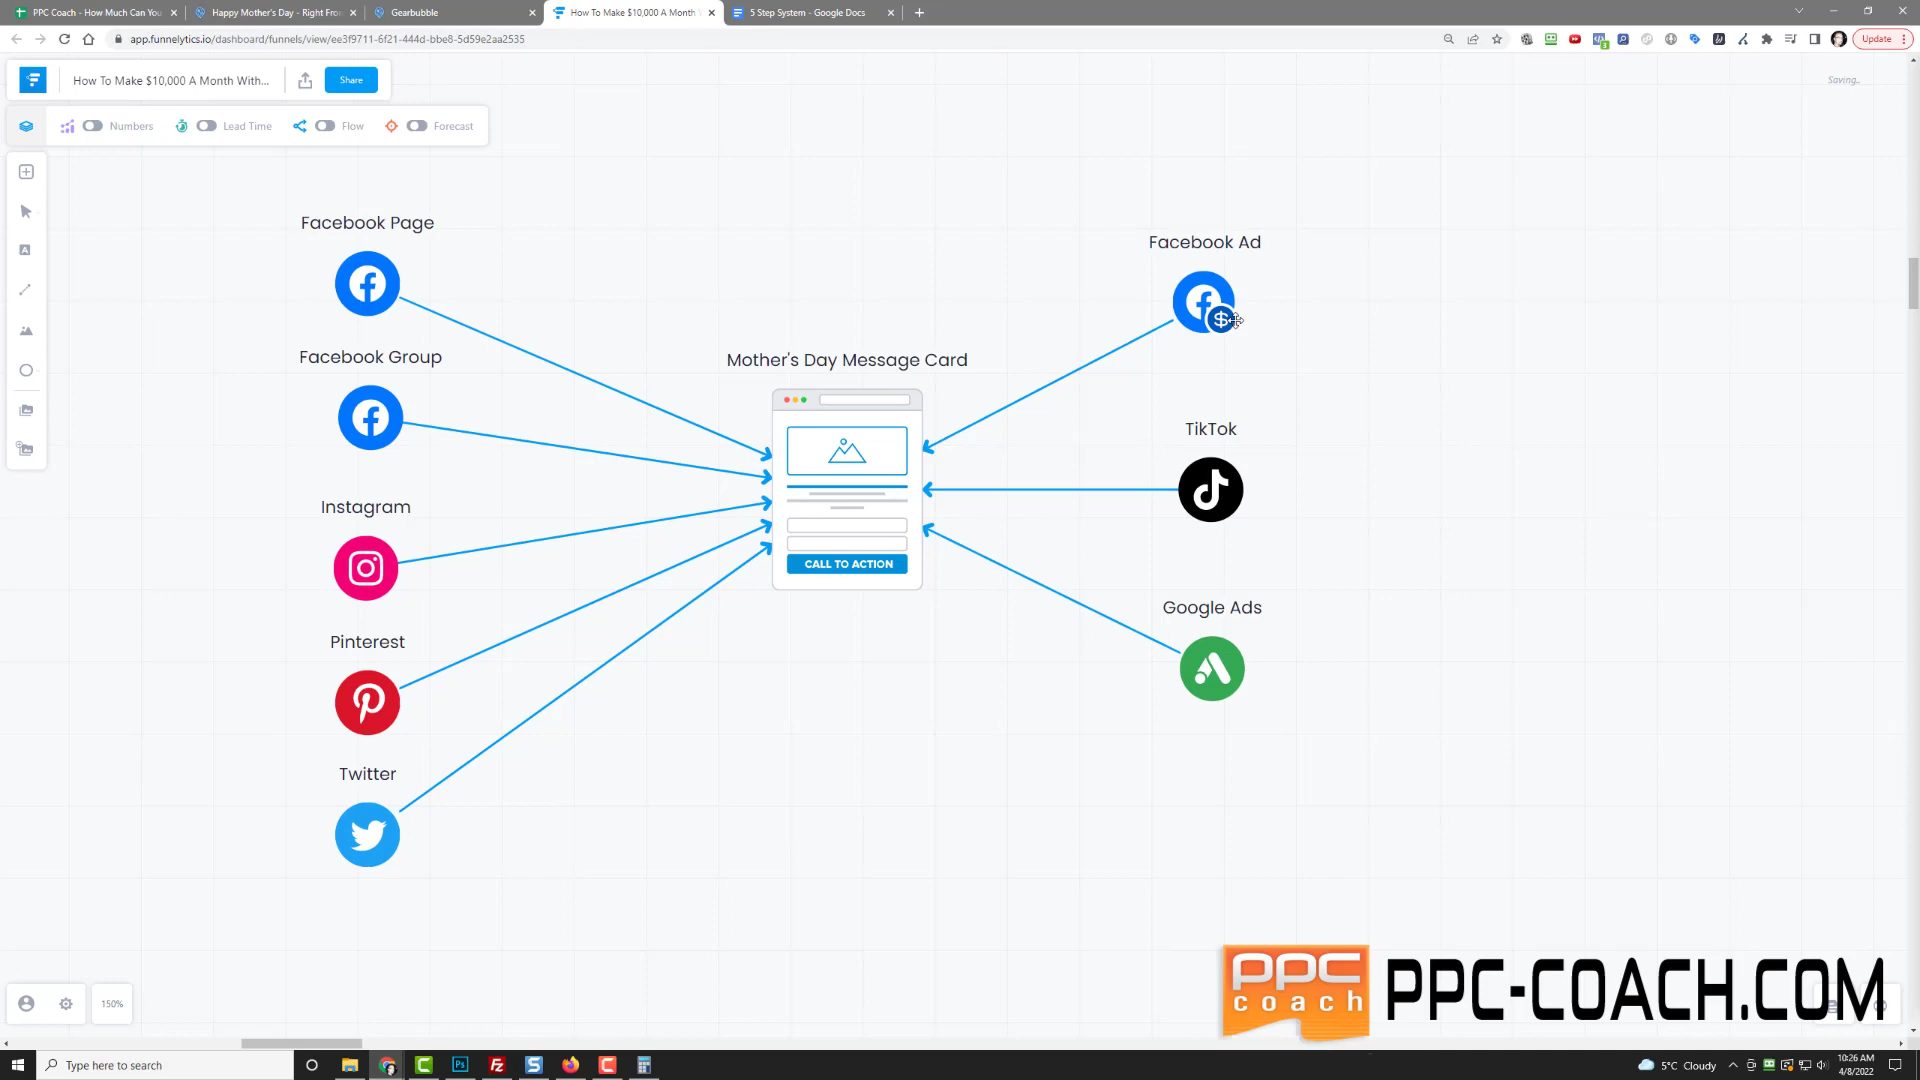 PPC Coach - How Much Can You
Happy Mother's Day - Right Fro
Gearbubble
How To Make $10,000 A Month W
5 Step System - Google Docs
app.funnelytics.io/dashboard/funnels/view/ee3f9711-6f21-444d-bbe8-5d59e2aa2535
3
Update
How To Make $10,000 A Month With...
Share
Saving..
Numbers
Lead Time
Flow
Forecast
Facebook Page
Facebook Ad
Facebook Group
Mother's Day Message Card
TikTok
Instagram
CALL TO ACTION
Google Ads
Pinterest
Twitter
ppc
coach
PPC-COACH.COM
150%
Type here to search
Ps
Fz
S
C
5°C Cloudy
10:26 AM
4/8/2022